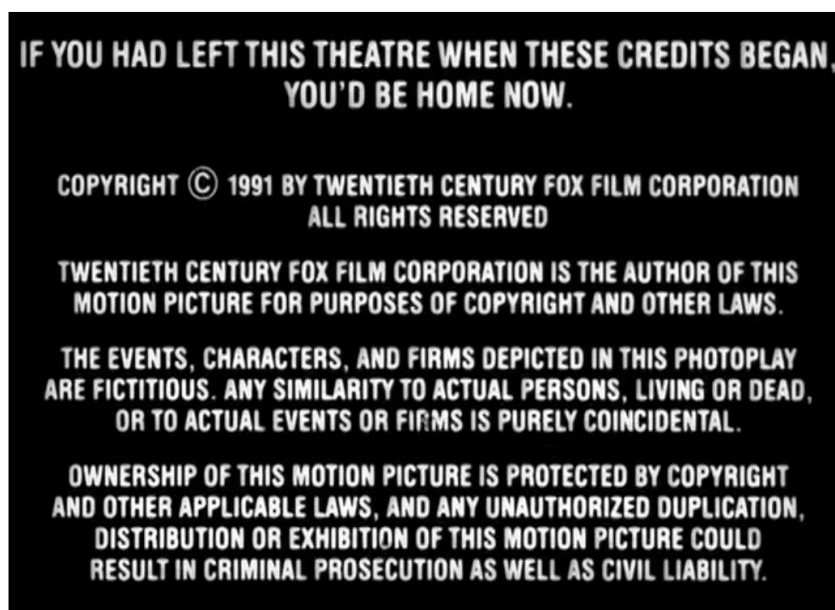 IF YOU HAD LEFT THIS THEATRE WHEN THESE CREDITS BEGAN,
YOU'D BE HOME NOW.
COPYRIGHT © 1991 BY TWENTIETH CENTURY FOX FILM CORPORATION
ALL RIGHTS RESERVED
TWENTIETH CENTURY FOX FILM CORPORATION IS THE AUTHOR OF THIS
MOTION PICTURE FOR PURPOSES OF COPYRIGHT AND OTHER LAWS.
THE EVENTS, CHARACTERS, AND FIRMS DEPICTED IN THIS PHOTOPLAY
ARE FICTITIOUS. ANY SIMILARITY TO ACTUAL PERSONS, LIVING OR DEAD,
OR TO ACTUAL EVENTS OR FIRMS IS PURELY COINCIDENTAL.
OWNERSHIP OF THIS MOTION PICTURE IS PROTECTED BY COPYRIGHT
AND OTHER APPLICABLE LAWS, AND ANY UNAUTHORIZED DUPLICATION,
DISTRIBUTION OR EXHIBITION OF THIS MOTION PICTURE COULD
RESULT IN CRIMINAL PROSECUTION AS WELL AS CIVIL LIABILITY.